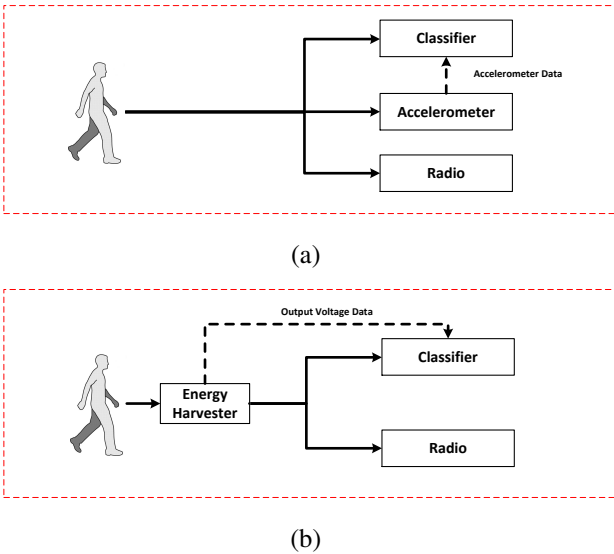 Classifier
Accelerometer Data
Accelerometer
Radio
(a)
Output Voltage Data
Classifier
Energy
Harvester
Radio
(b)